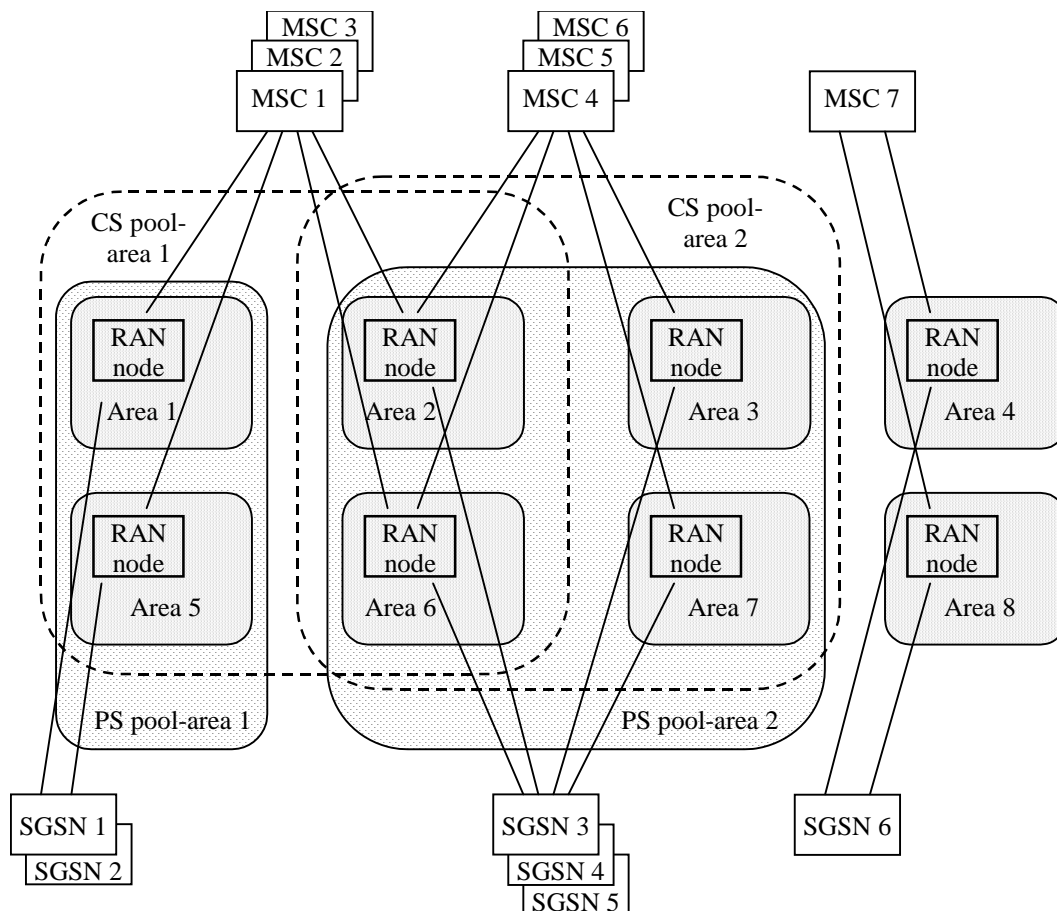 MSC 3
MSC 6
MSC 2
MSC 5
MSC 1
MSC 4
MSC 7
CS pool-
area 1
CS pool-
area 2
RAN
node
Area 1
RAN
node
Area 2
RAN
node
Area 3
RAN
node
Area 4
RAN
node
Area 5
RAN
node
Area 6
RAN
node
Area 7
RAN
node
Area 8
PS pool-area 1
PS pool-area 2
SGSN 1
SGSN 2
SGSN 3
SGSN 4
SGSN 5
SGSN 6